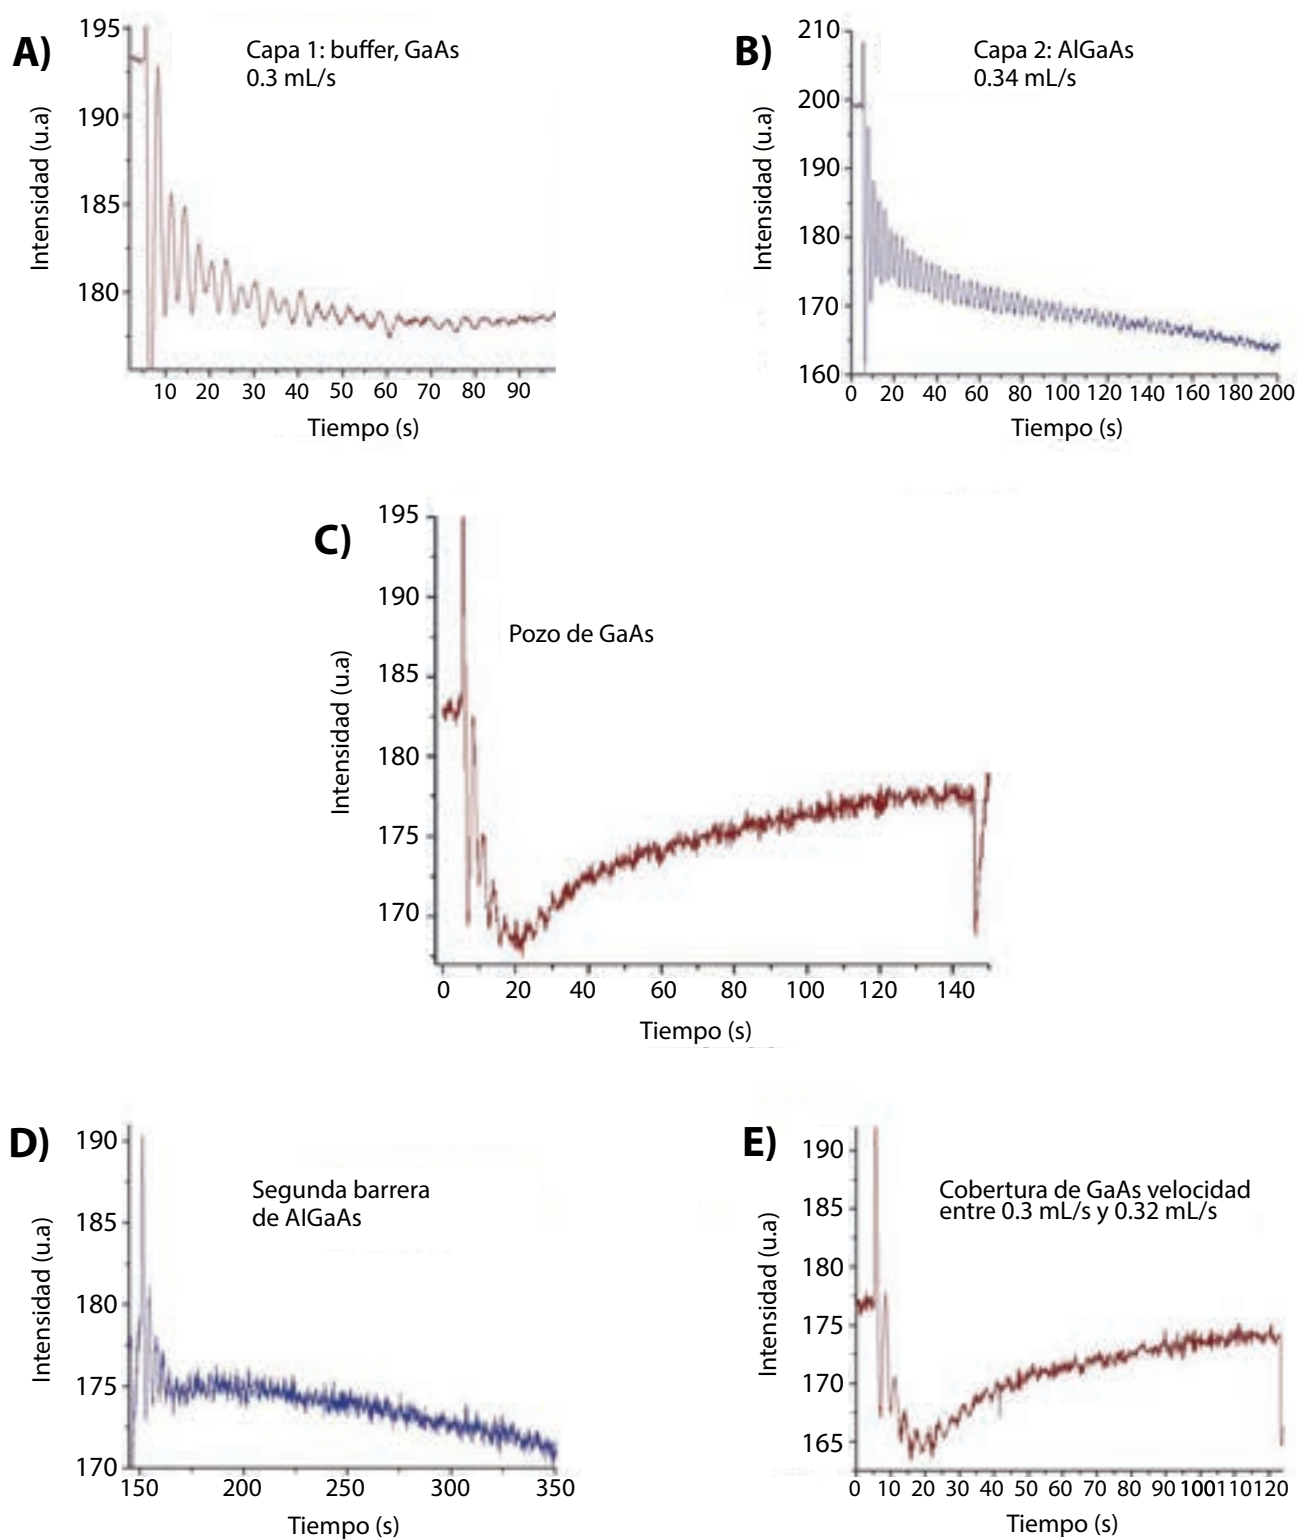 A)
Capa 1: buffer, GaAs
0.3 mL/s
Intensidad (u.a)
195
190
185
180
10 20 30 40 50 60 70 80 90
Tiempo (s)
B)
Capa 2: AlGaAs
0.34 mL/s
Intensidad (u.a)
210
200
190
180
170
160
0 20 40 60 80 100 120 140 160 180 200
Tiempo (s)
C)
Pozo de GaAs
Intensidad (u.a)
195
190
185
180
175
170
0 20 40 60 80 100 120 140
Tiempo (s)
D)
Segunda barrera
de AlGaAs
Intensidad (u.a)
190
185
180
175
170
150 200 250 300 350
Tiempo (s)
E)
Cobertura de GaAs velocidad
entre 0.3 mL/s y 0.32 mL/s
Intensidad (u.a)
190
185
180
175
170
165
0 10 20 30 40 50 60 70 80 90 100 110 120
Tiempo (s)